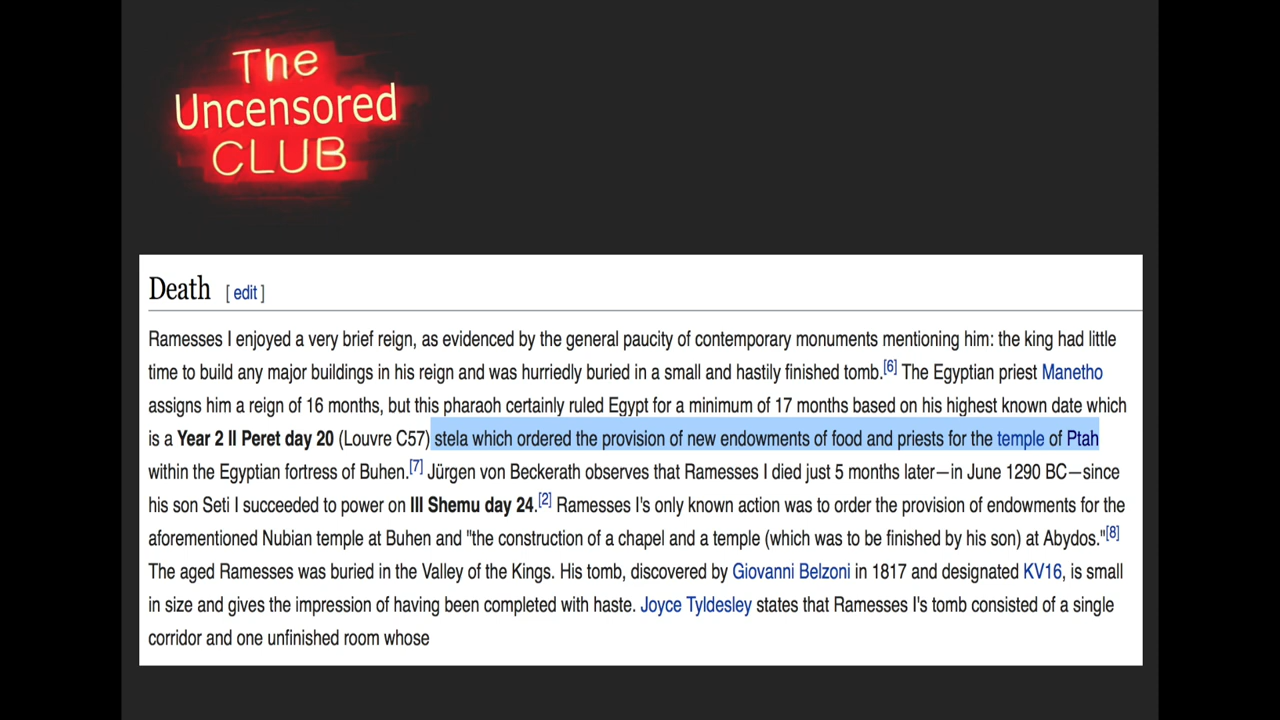 The
Uncensored
CLUB
Death [ edit ]
Ramesses I enjoyed a very brief reign, as evidenced by the general paucity of contemporary monuments mentioning him: the king had little
time to build any major buildings in his reign and was hurriedly buried in a small and hastily finished tomb.[6] The Egyptian priest Manetho
assigns him a reign of 16 months, but this pharaoh certainly ruled Egypt for a minimum of 17 months based on his highest known date which
is a Year 2 II Peret day 20 (Louvre C57) stela which ordered the provision of new endowments of food and priests for the temple of Ptah
within the Egyptian fortress of Buhen.[7] Jürgen von Beckerath observes that Ramesses I died just 5 months later—in June 1290 BC—since
his son Seti I succeeded to power on III Shemu day 24.[2] Ramesses I's only known action was to order the provision of endowments for the
aforementioned Nubian temple at Buhen and "the construction of a chapel and a temple (which was to be finished by his son) at Abydos."[8]
The aged Ramesses was buried in the Valley of the Kings. His tomb, discovered by Giovanni Belzoni in 1817 and designated KV16, is small
in size and gives the impression of having been completed with haste. Joyce Tyldesley states that Ramesses I's tomb consisted of a single
corridor and one unfinished room whose